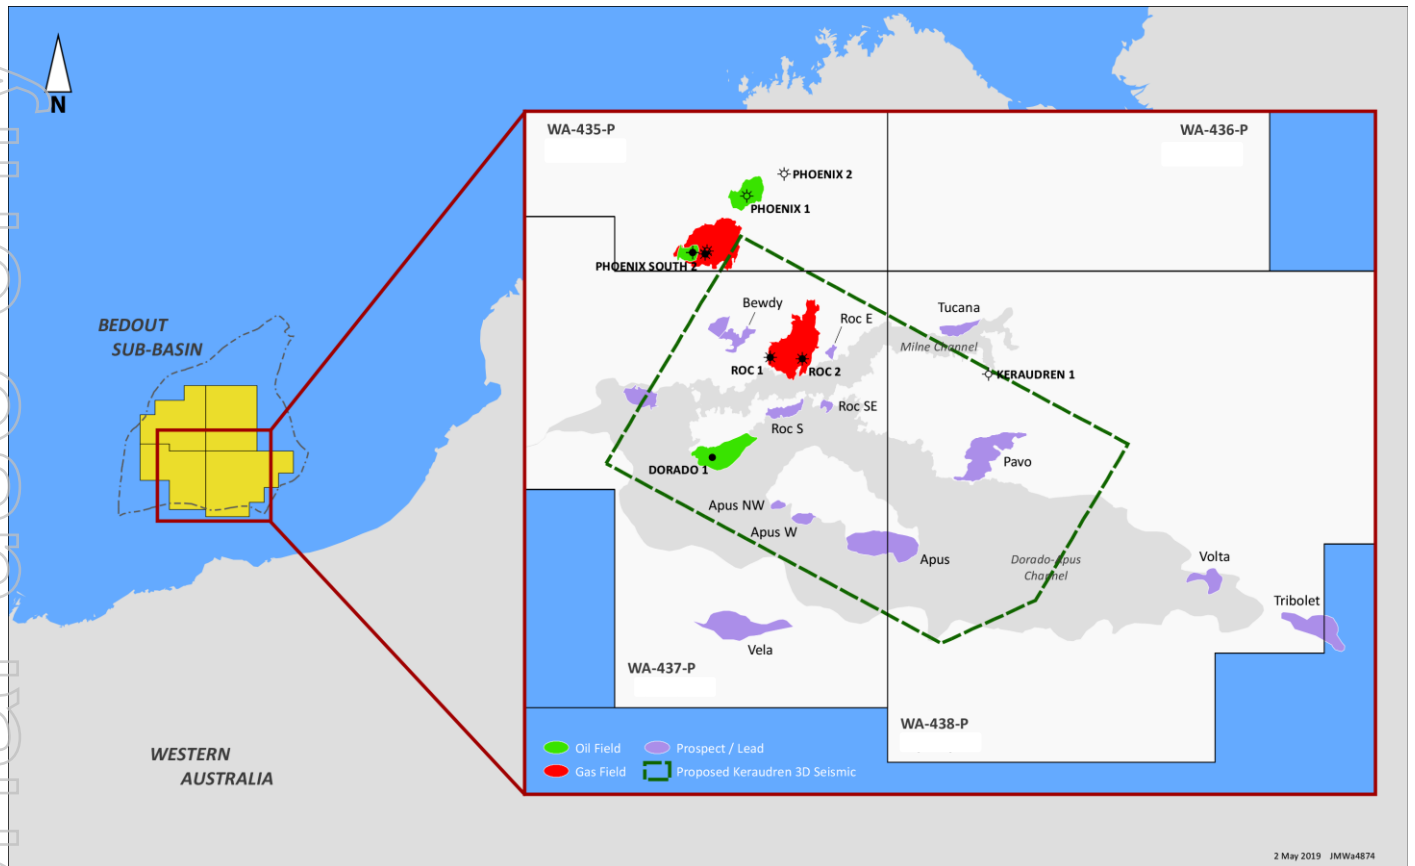 N
BEDOUT
SUB-BASIN
WESTERN
AUSTRALIA
WA-435-P
WA-436-P
PHOENIX 2
PHOENIX 1
PHOENIX SOUTH 2
Bewdy
Roc E
Tucana
Milne Channel
ROC 1
ROC 2
KERAUDREN 1
Roc SE
Roc S
DORADO 1
Pavo
Apus NW
Apus W
Apus
Dorado-Apus
Channel
Volta
Tribolet
Vela
WA-437-P
WA-438-P
Oil Field
Prospect / Lead
Gas Field
Proposed Keraudren 3D Seismic
2 May 2019 JMWa4874